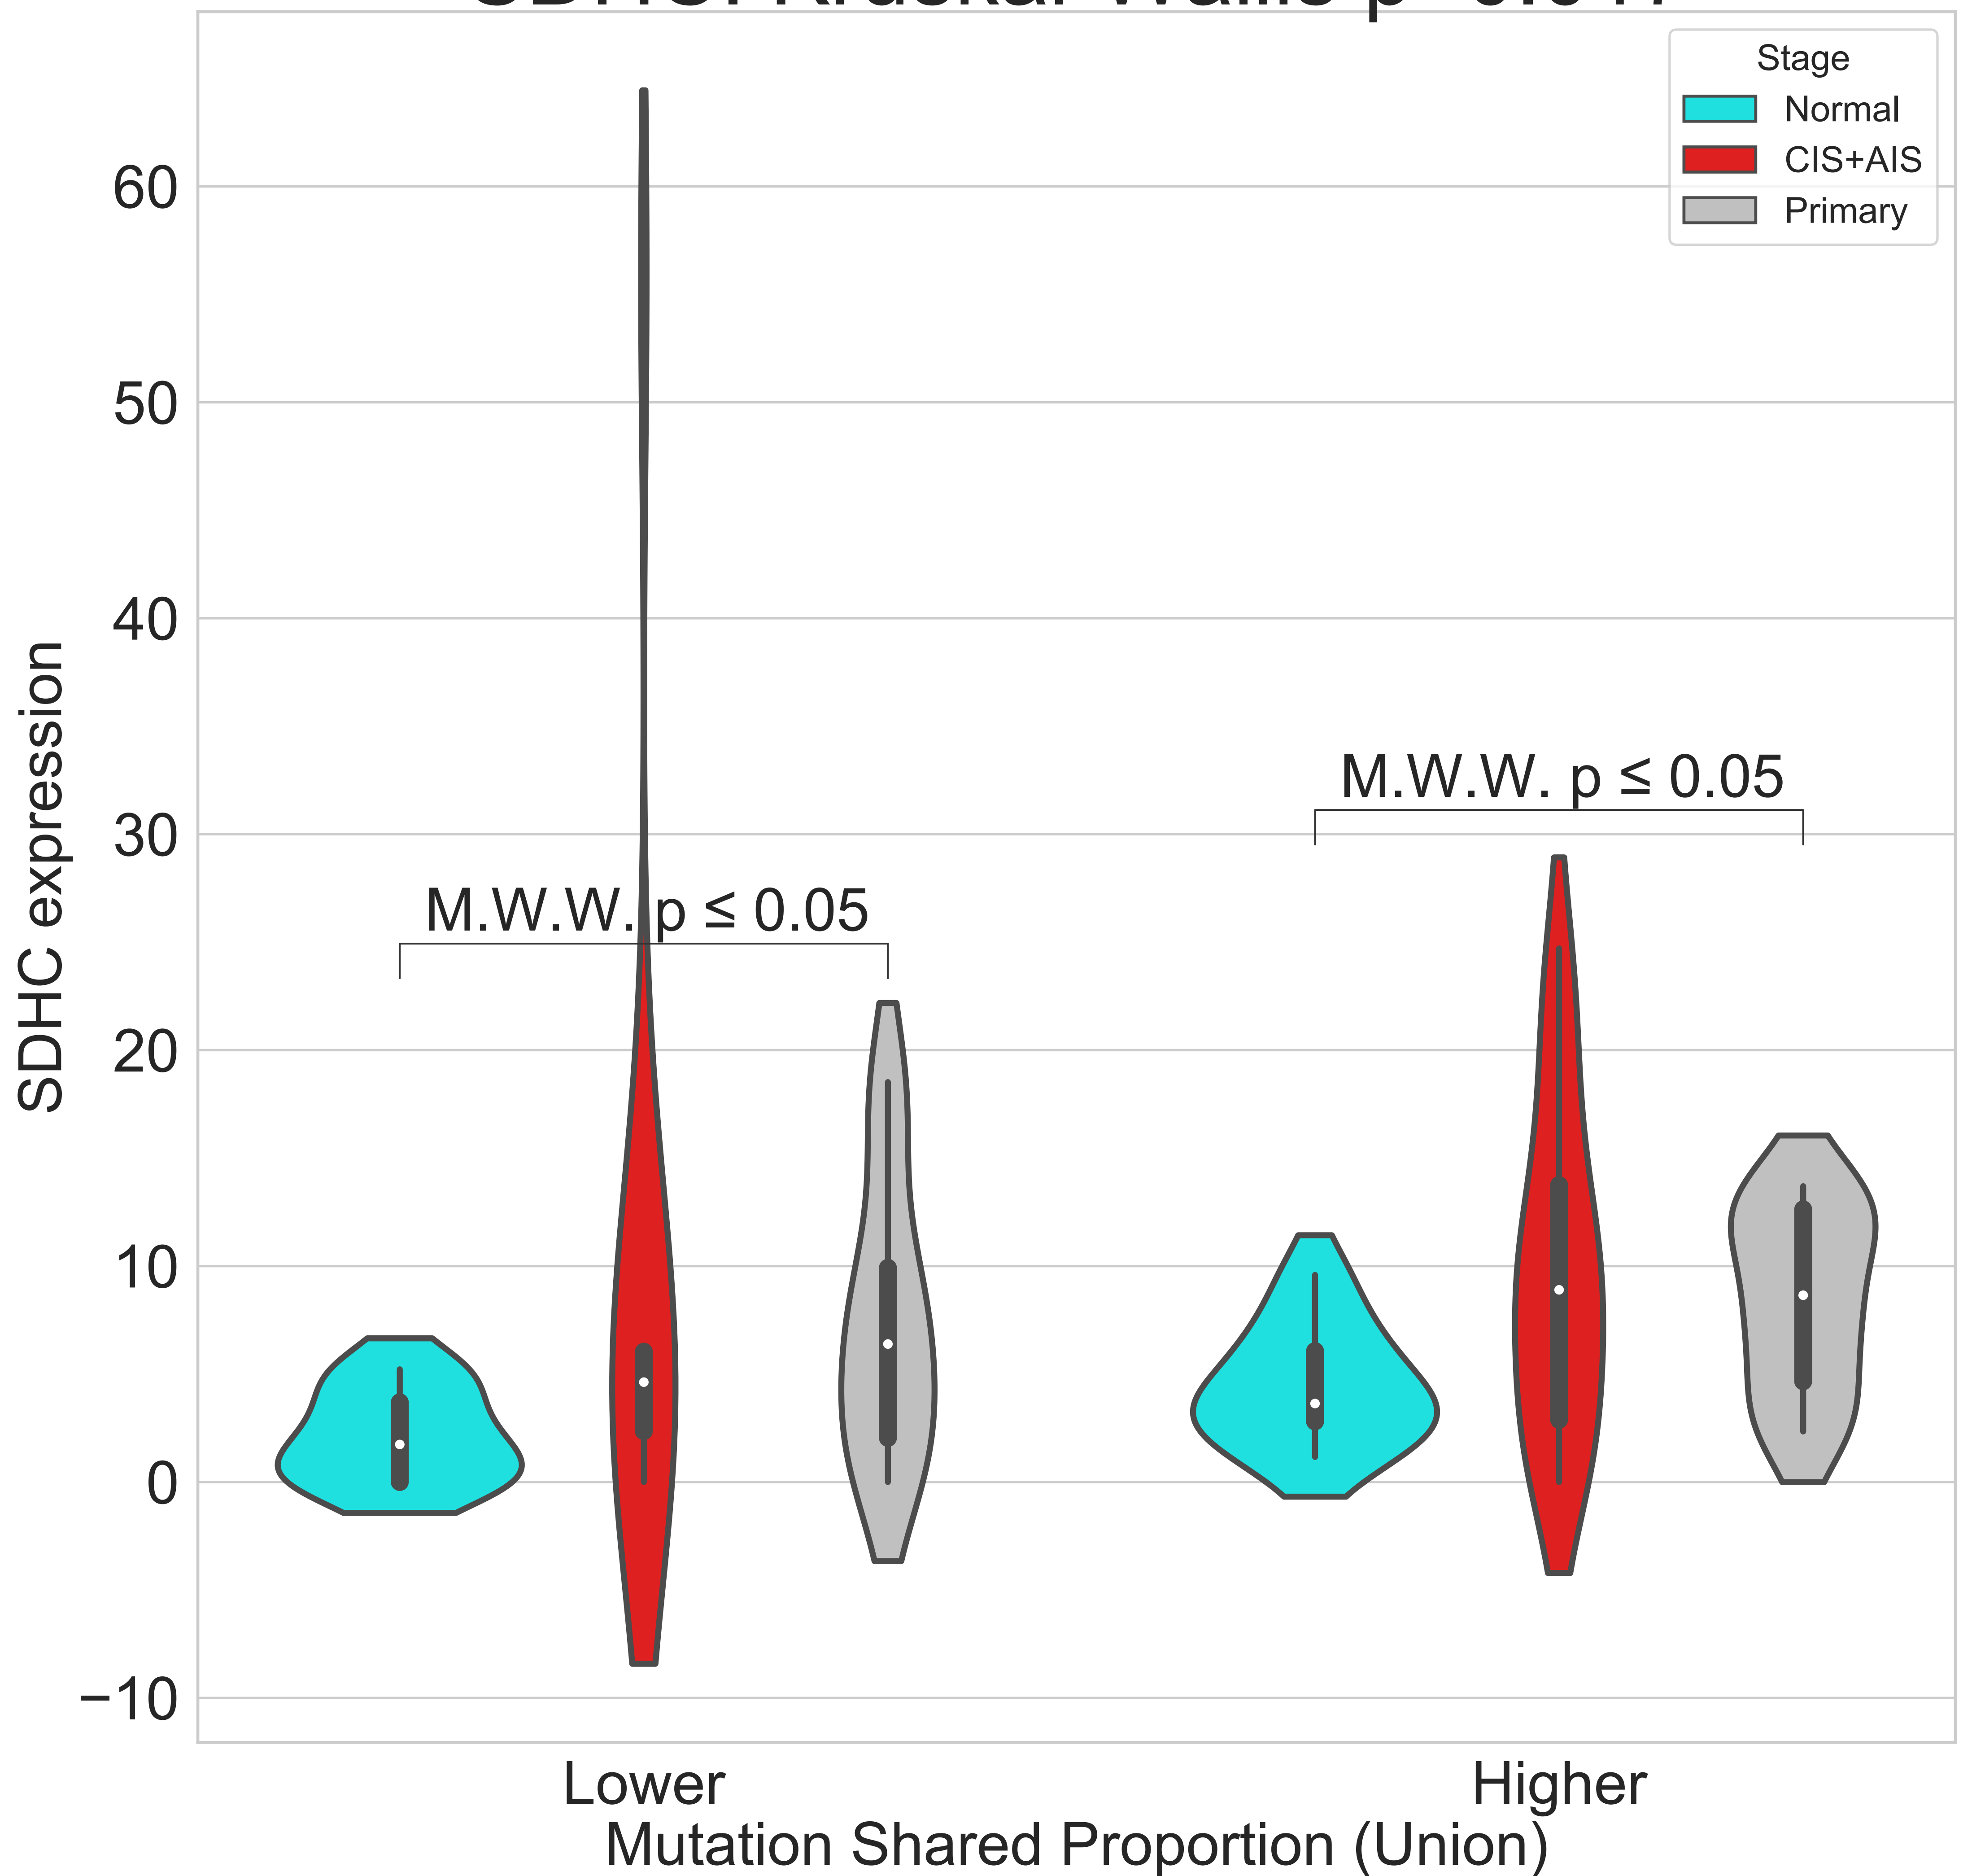 Stage
Normal
CIS+AIS
Primary
60
50
40
30
20
10
0
−10
SDHC expression
M.W.W. p ≤ 0.05
M.W.W. p ≤ 0.05
Lower
Higher
Mutation Shared Proportion (Union)